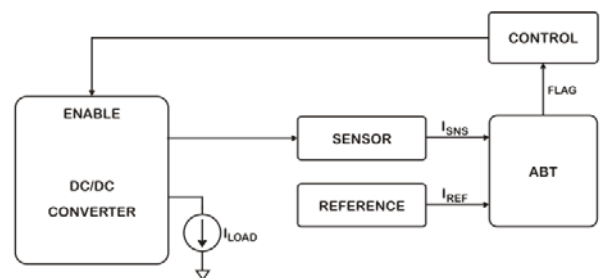 CONTROL
ENABLE
FLAG
DC/DC
CONVERTER
SENSOR
I_SNS
ABT
REFERENCE
I_REF
I_LOAD